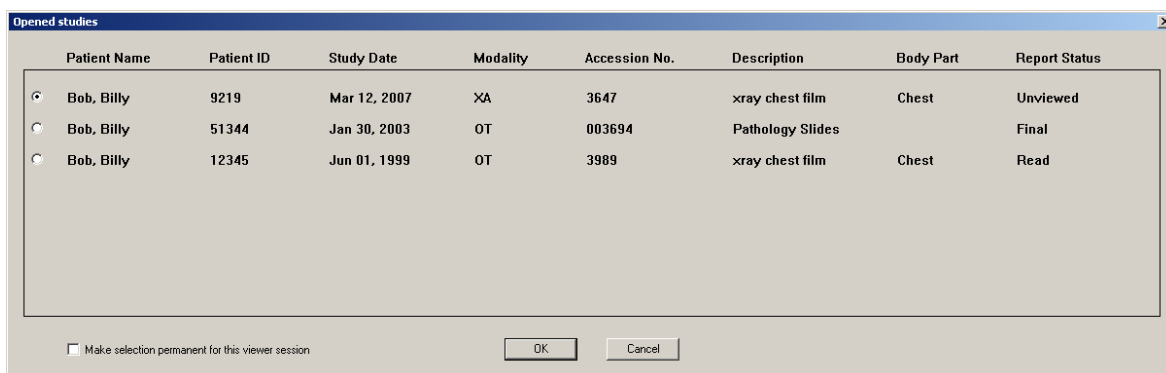 Opened studies
Patient Name Patient ID Study Date Modality Accession No. Description Body Part Report Status
Bob, Billy 9219 Mar 12, 2007 XA 3647 xray chest film Chest Unviewed
Bob, Billy 51344 Jan 30, 2003 OT 003694 Pathology Slides Final
Bob, Billy 12345 Jun 01, 1999 OT 3989 xray chest film Chest Read
Make selection permanent for this viewer session OK Cancel